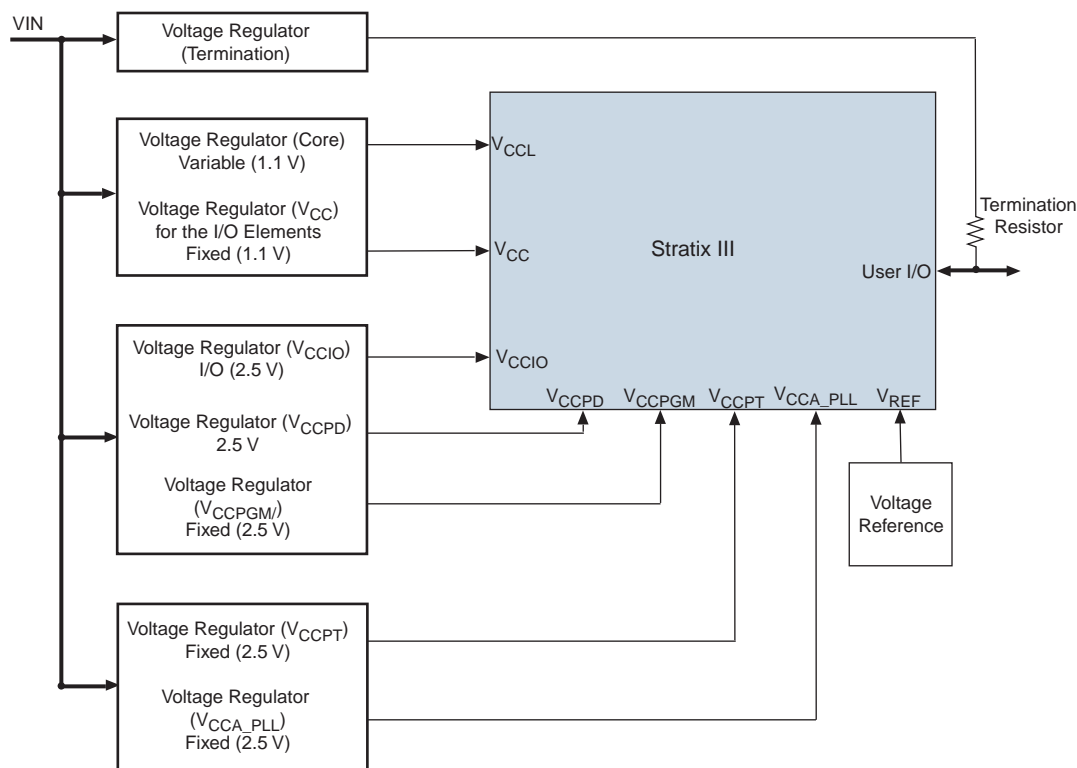 VIN
Voltage Regulator
(Termination)
Voltage Regulator (Core)
Variable (1.1 V)
Voltage Regulator (VCC)
for the I/O Elements
Fixed (1.1 V)
Voltage Regulator (VCCIO)
I/O (2.5 V)
Voltage Regulator (VCCPD)
2.5 V
Voltage Regulator
(VCCPGM/)
Fixed (2.5 V)
Voltage Regulator (VCCPT)
Fixed (2.5 V)
Voltage Regulator
(VCCA_PLL)
Fixed (2.5 V)
VCCL
VCC
VCCIO
Stratix III
User I/O
VCCPD
VCCPGM
VCCPT
VCCA_PLL
VREF
Termination
Resistor
Voltage
Reference